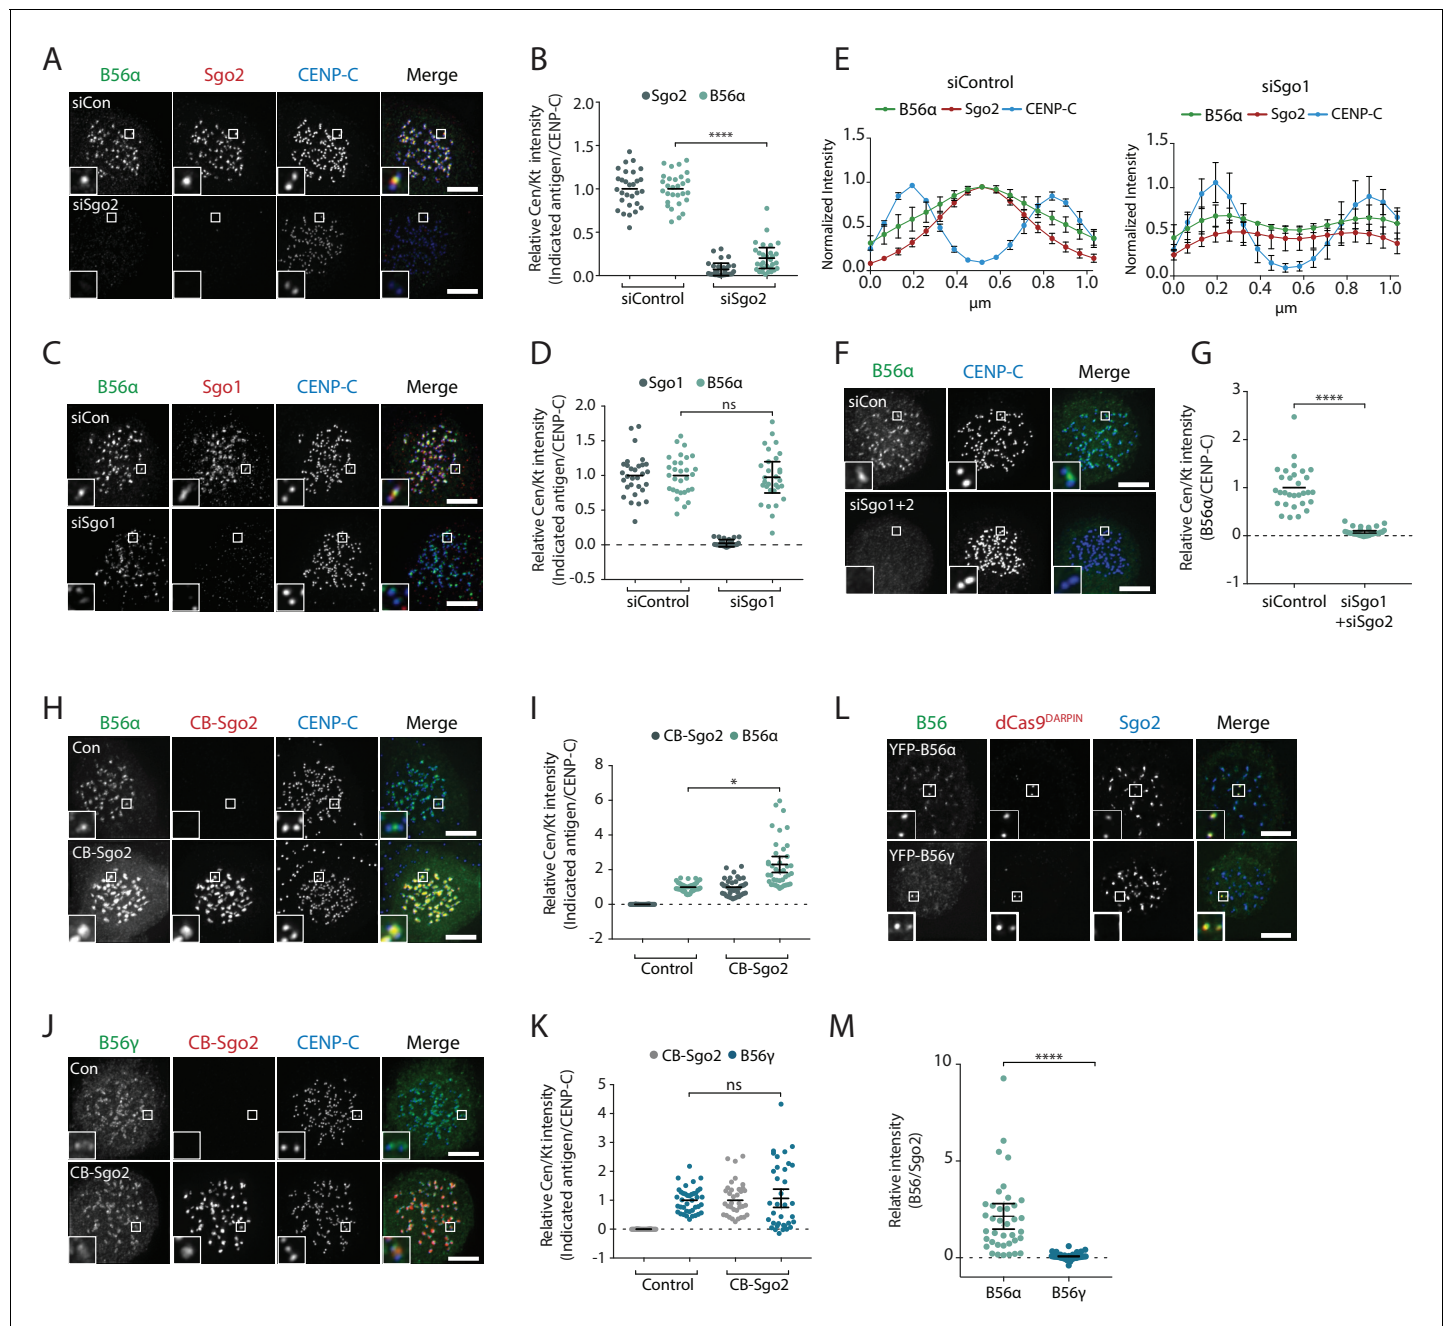 A
B56α Sgo2 CENP-C Merge
siCon
siSgo2
B
Sgo2 B56α
Relative Cen/Kt intensity
(Indicated antigen/CENP-C)
2.0
1.5
1.0
0.5
0.0
****
siControl siSgo2
E
siControl
B56α Sgo2 CENP-C
Normalized Intensity
1.5
1.0
0.5
0.0
0.0 0.2 0.4 0.6 0.8 1.0
µm
siSgo1
B56α Sgo2 CENP-C
Normalized Intensity
1.5
1.0
0.5
0.0
0.0 0.2 0.4 0.6 0.8 1.0
µm
C
B56α Sgo1 CENP-C Merge
siCon
siSgo1
D
Sgo1 B56α
Relative Cen/Kt intensity
(Indicated antigen/CENP-C)
2.0
1.5
1.0
0.5
0.0
-0.5
ns
siControl siSgo1
F
B56α CENP-C Merge
siCon
siSgo1+2
G
Relative Cen/Kt intensity
(B56α/CENP-C)
3
2
1
0
-1
****
siControl siSgo1
+siSgo2
H
B56α CB-Sgo2 CENP-C Merge
Con
CB-Sgo2
I
CB-Sgo2 B56α
Relative Cen/Kt intensity
(Indicated antigen/CENP-C)
8
6
4
2
0
-2
*
Control CB-Sgo2
L
B56 dCas9DARPIN Sgo2 Merge
YFP-B56α
YFP-B56γ
J
B56γ CB-Sgo2 CENP-C Merge
Con
CB-Sgo2
K
CB-Sgo2 B56γ
Relative Cen/Kt intensity
(Indicated antigen/CENP-C)
5
4
3
2
1
0
-1
ns
Control CB-Sgo2
M
Relative intensity
(B56/Sgo2)
10
5
0
****
B56α B56γ